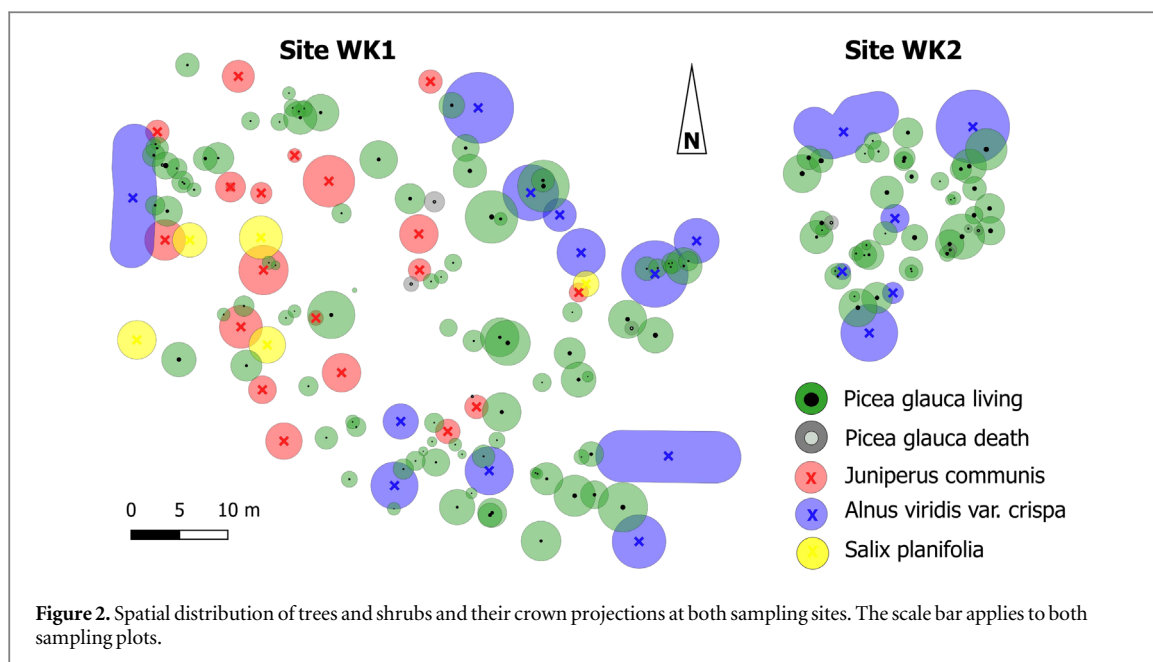 Site WK1
Site WK2
N
Picea glauca living
Picea glauca death
Juniperus communis
Alnus viridis var. crispa
Salix planifolia
0 5 10 m
Figure 2. Spatial distribution of trees and shrubs and their crown projections at both sampling sites. The scale bar applies to both
sampling plots.